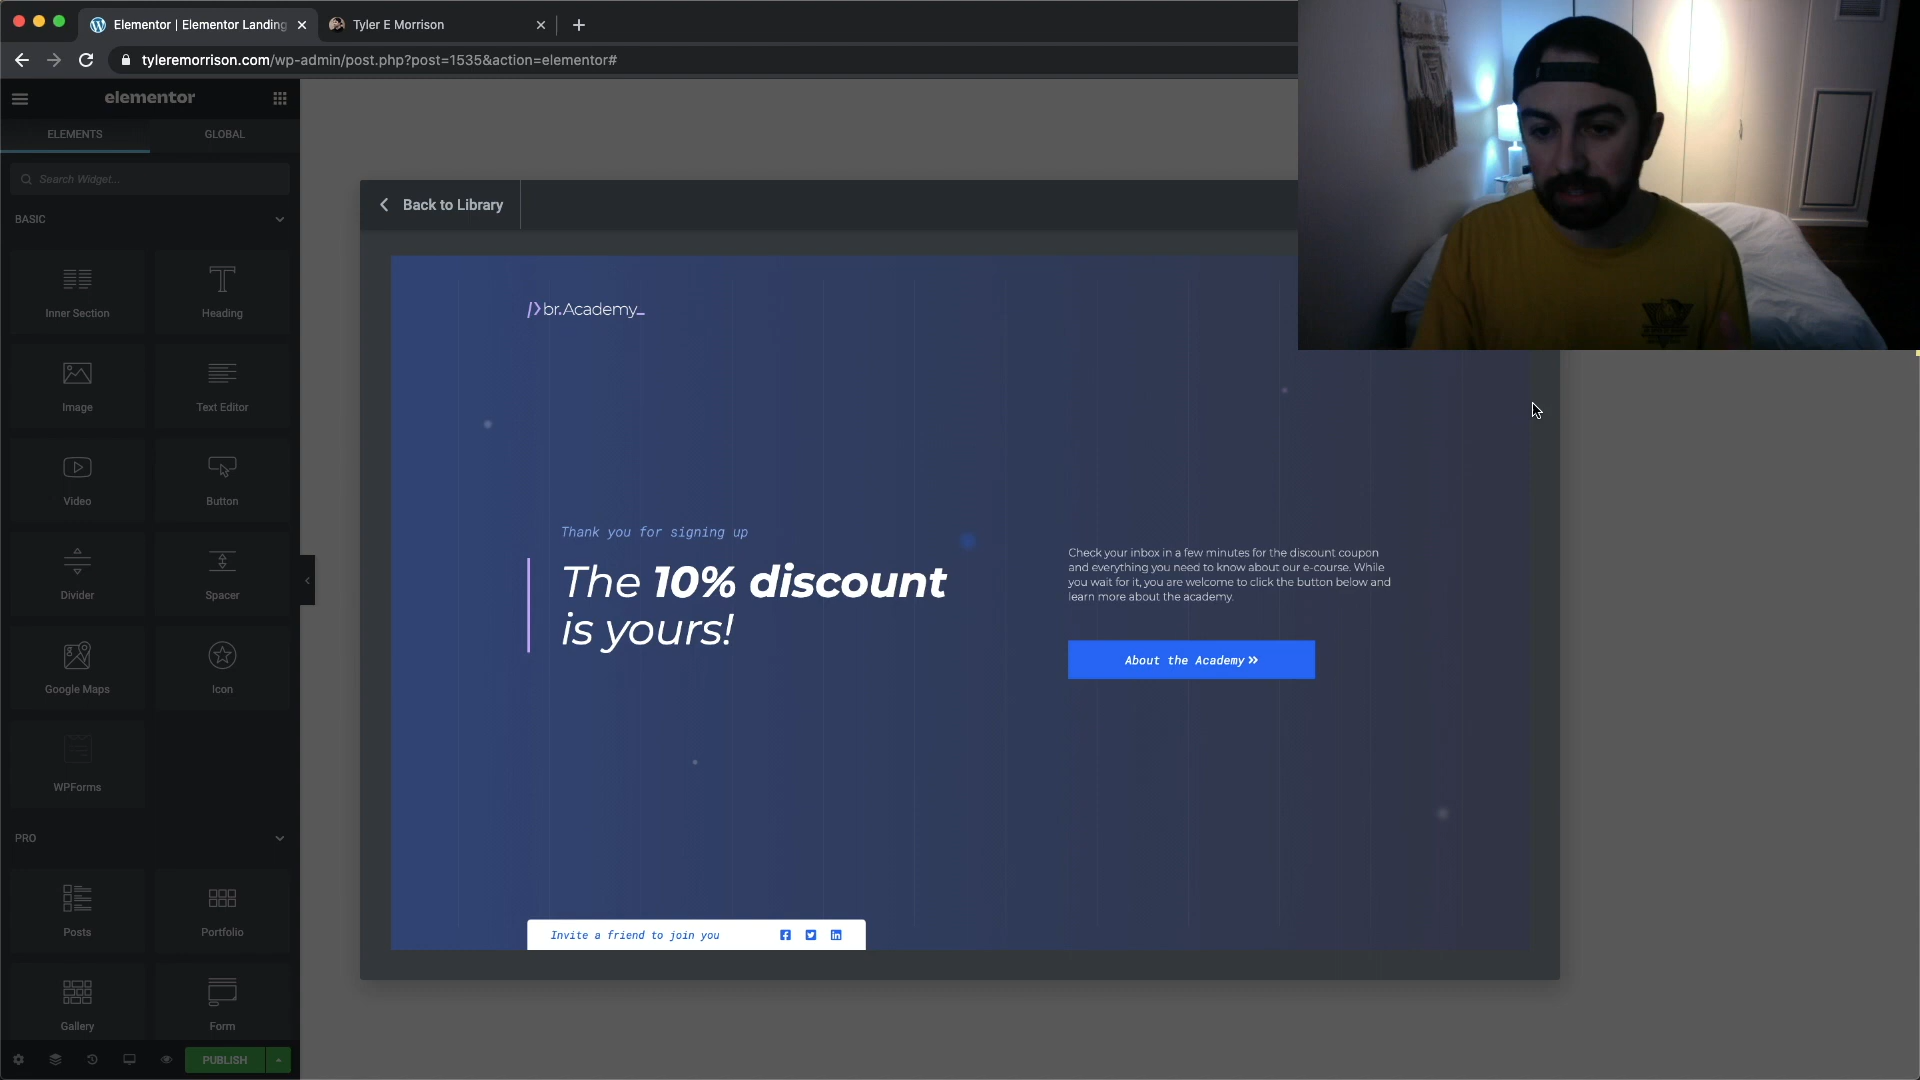 Elementor | Elementor Landing
Tyler E Morrison
tyleremorrison.com/wp-admin/post.php?post=1535&action=elementor#
elementor
ELEMENTS
GLOBAL
Search Widget...
BASIC
Inner Section
Heading
Image
Text Editor
Video
Button
Divider
Spacer
Google Maps
Icon
WPForms
PRO
Posts
Portfolio
Gallery
Form
PUBLISH
Back to Library
br.Academy_
Thank you for signing up
The 10% discount
is yours!
Check your inbox in a few minutes for the discount coupon
and everything you need to know about our e-course. While
you wait for it, you are welcome to click the button below and
learn more about the academy.
About the Academy
Invite a friend to join you